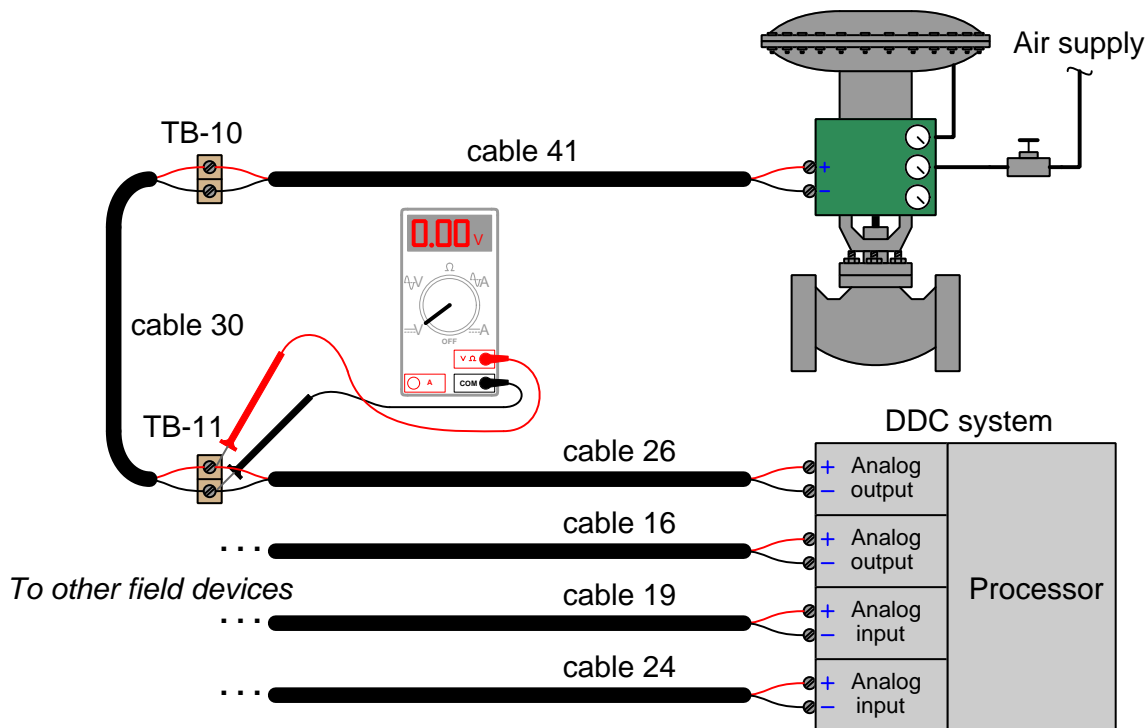 Air supply
TB-10
cable 41
+
−
0.00 V
Ω
V
A
V
A
OFF
V Ω
A
COM
cable 30
TB-11
DDC system
cable 26
+ Analog
− output
cable 16
+ Analog
− output
. . .
To other field devices
Processor
cable 19
+ Analog
− input
. . .
cable 24
+ Analog
− input
. . .